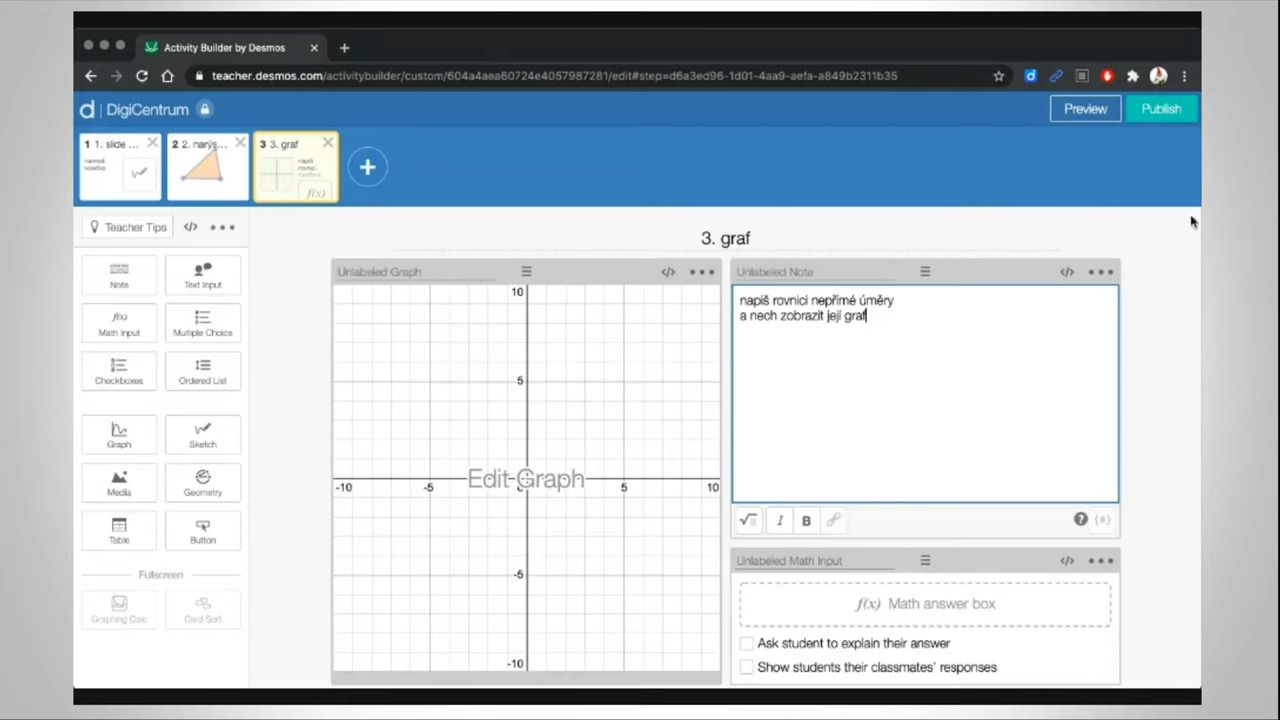 Activity Builder by Desmos
teacher.desmos.com/activitybuilder/custom/604a4aea60724e4057987281/edit#step=d6a3ed96-1d01-4aa9-aefa-a849b2311b35
d | DigiCentrum
Preview
Publish
1 1. slide ...
2 2. narýs...
3 3. graf
napiš
rovnici
f(x)
Teacher Tips
3. graf
Note
Text Input
f(x)
Math Input
Multiple Choice
Checkboxes
Ordered List
Graph
Sketch
Media
Geometry
Table
Button
Fullscreen
Graphing Calc
Card Sort
Unlabeled Graph
10
5
-10
-5
5
10
Edit Graph
-5
-10
Unlabeled Note
napiš rovnici nepřímé úměry
a nech zobrazit její graf
I
B
Unlabeled Math Input
f(x) Math answer box
Ask student to explain their answer
Show students their classmates' responses